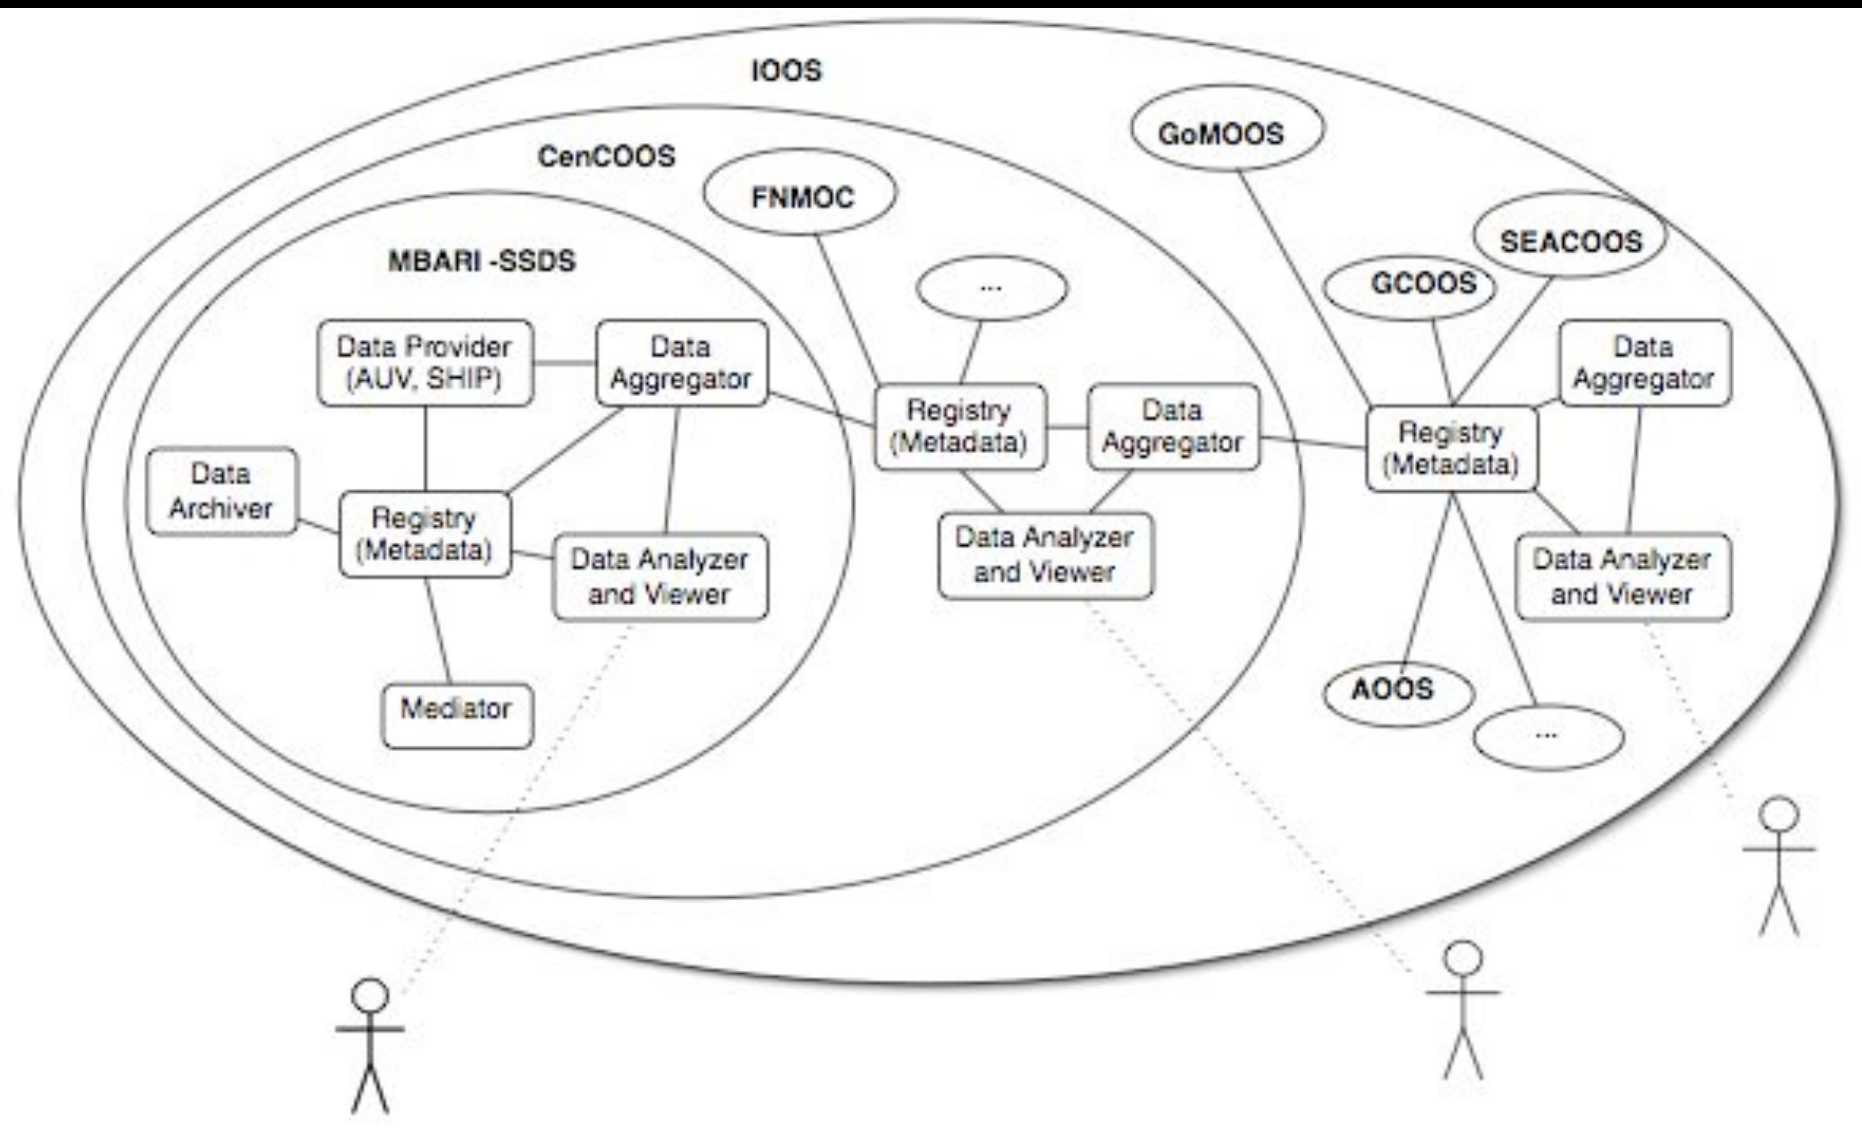 IOOS
CenCOOS
MBARI -SSDS
FNMOC
...
GoMOOS
SEACOOS
GCOOS
Data Provider
(AUV, SHIP)
Data
Aggregator
Data
Archiver
Registry
(Metadata)
Data Analyzer
and Viewer
Mediator
Registry
(Metadata)
Data
Aggregator
Data Analyzer
and Viewer
Registry
(Metadata)
Data
Aggregator
Data Analyzer
and Viewer
AOOS
...